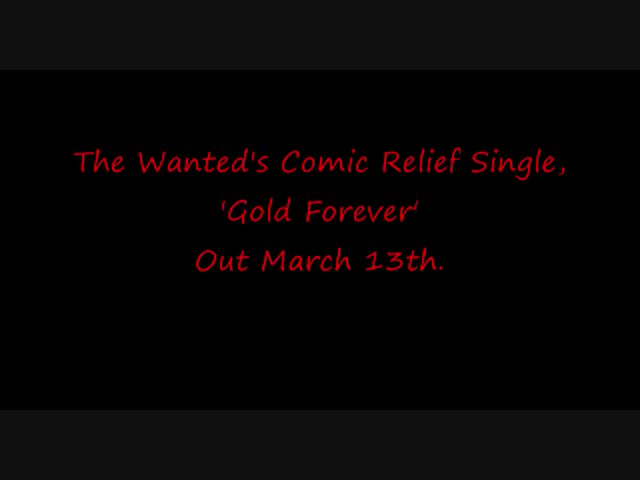 The Wanted's Comic Relief Single,
'Gold Forever'
Out March 13th.